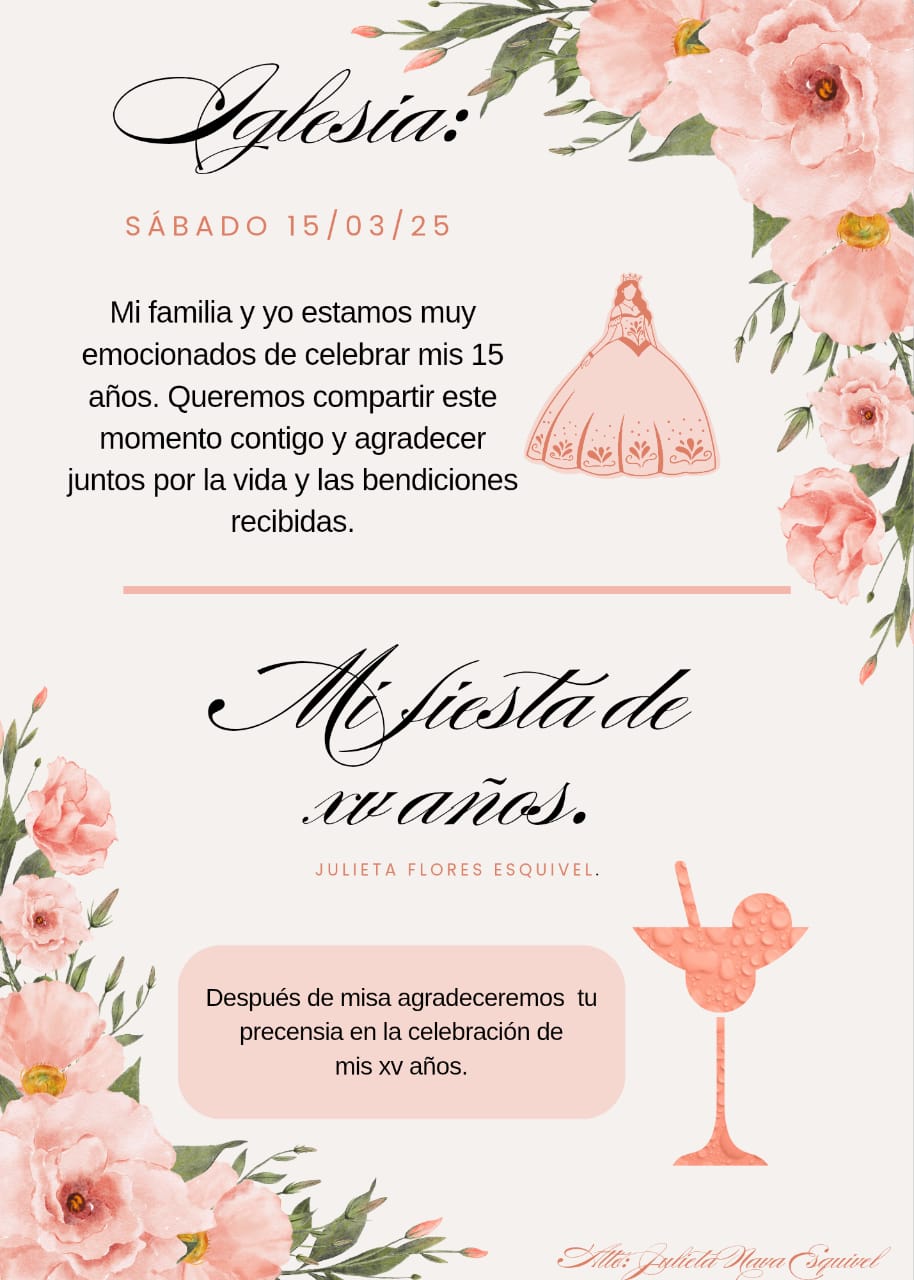 Iglesia:
SÁBADO 15/03/25
Mi familia y yo estamos muy
emocionados de celebrar mis 15
años. Queremos compartir este
momento contigo y agradecer
juntos por la vida y las bendiciones
recibidas.
Mi fiesta de
xv años.
JULIETA FLORES ESQUIVEL.
Después de misa agradeceremos tu
precensia en la celebración de
mis xv años.
Atte: Julieta Nava Esquivel